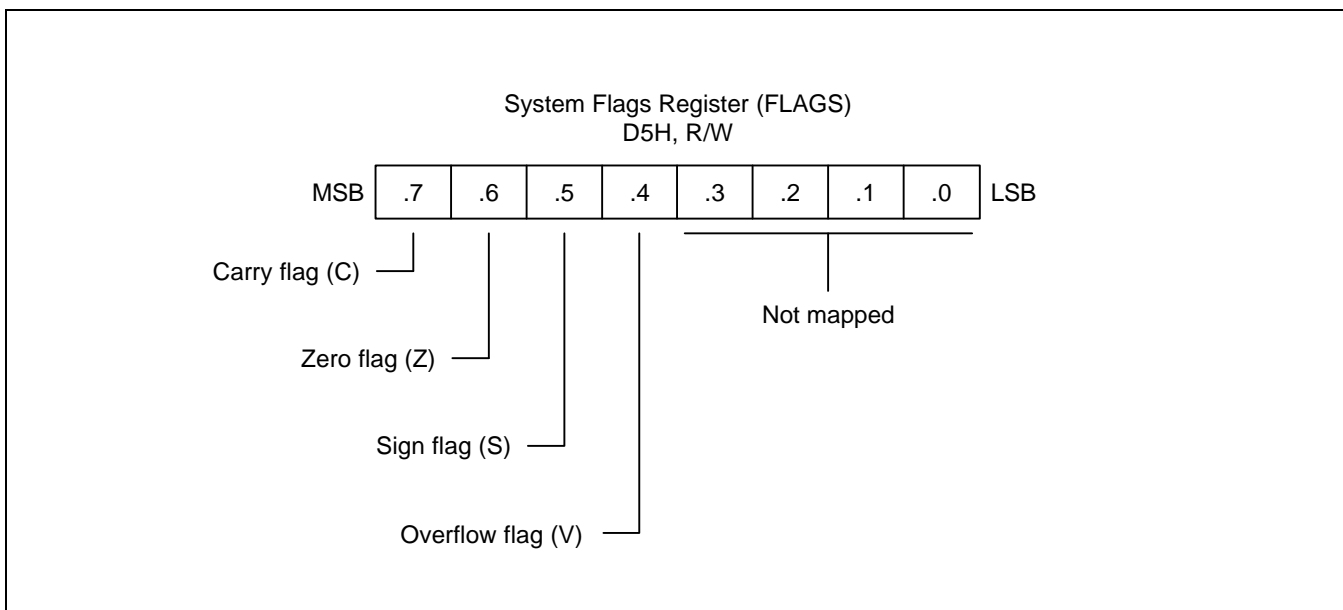 System Flags Register (FLAGS)
D5H, R/W
MSB .7 .6 .5 .4 .3 .2 .1 .0 LSB
Carry flag (C)
Not mapped
Zero flag (Z)
Sign flag (S)
Overflow flag (V)